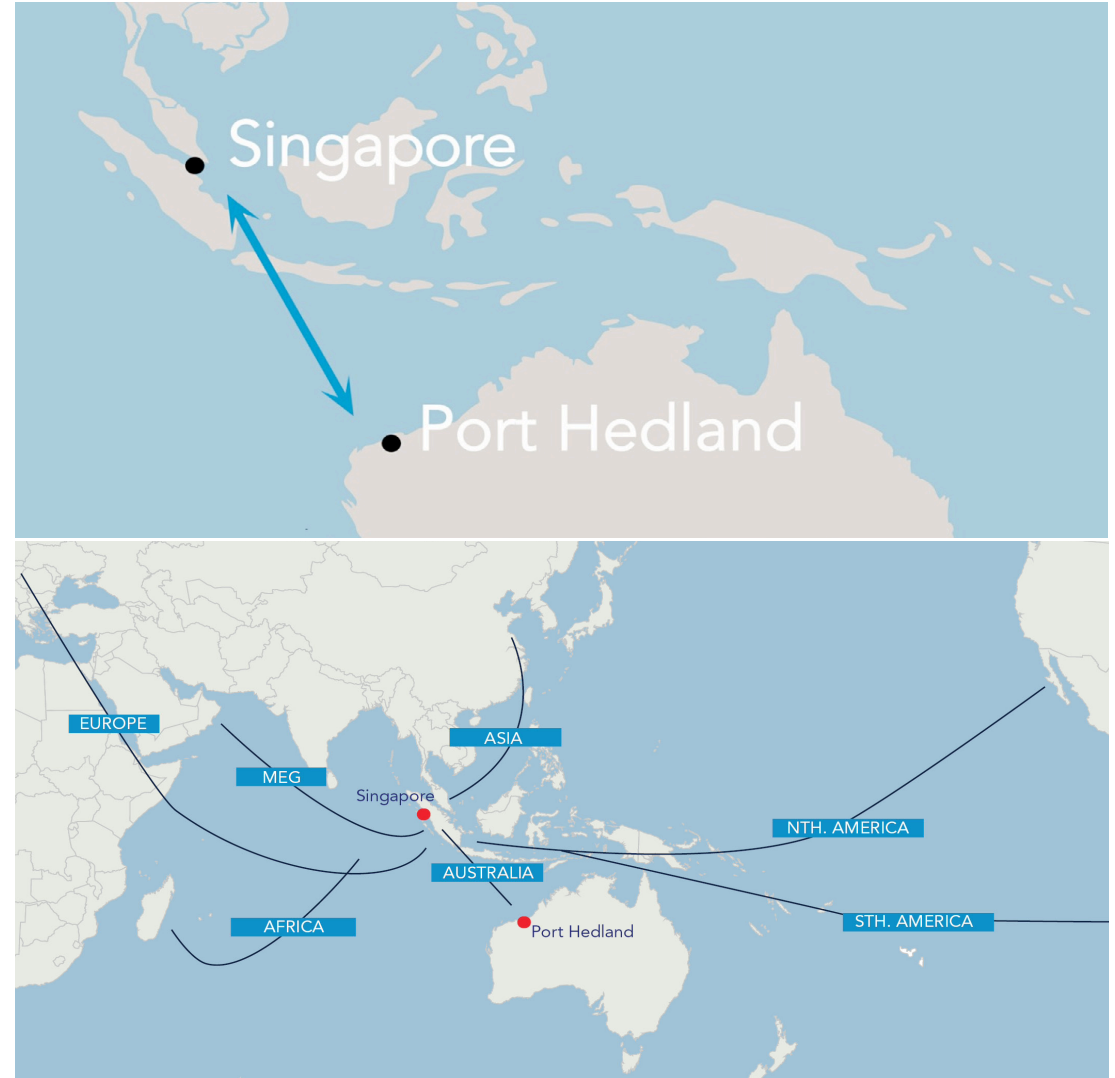 Singapore
Port Hedland
EUROPE
ASIA
MEG
Singapore
NTH. AMERICA
AUSTRALIA
STH. AMERICA
AFRICA
Port Hedland